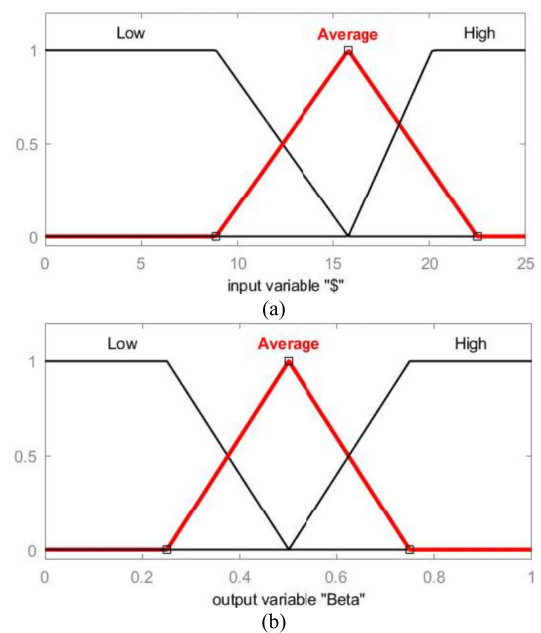 Low Average High
1
0.5
0
0 5 10 15 20 25
input variable "$"
(a)
Low Average High
1
0.5
0
0 0.2 0.4 0.6 0.8 1
output variable "Beta"
(b)